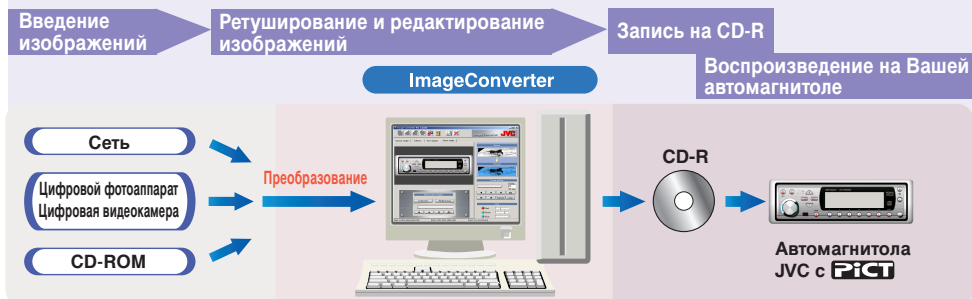 Введение
изображений
Ретуширование и редактирование
изображений
Запись на CD-R
Воспроизведение на Вашей
автомагнитоле
ImageConverter
Сеть
Цифровой фотоаппарат
Цифровая видеокамера
CD-ROM
Преобразование
JVC
CD-R
Автомагнитола
JVC с PiCT